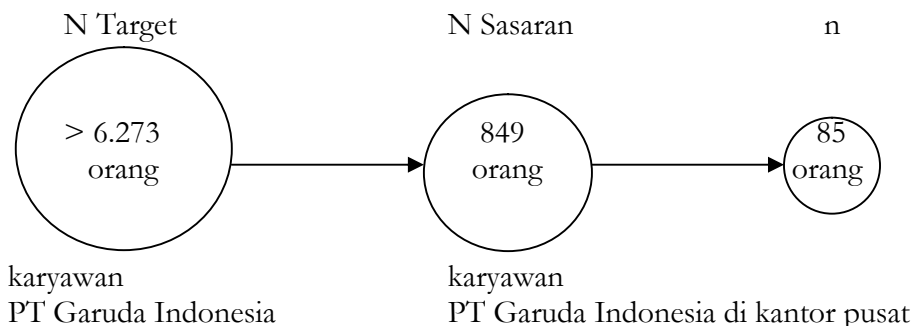 N Target N Sasaran n
> 6.273 orang
849 orang
85 orang
karyawan
PT Garuda Indonesia
karyawan
PT Garuda Indonesia di kantor pusat